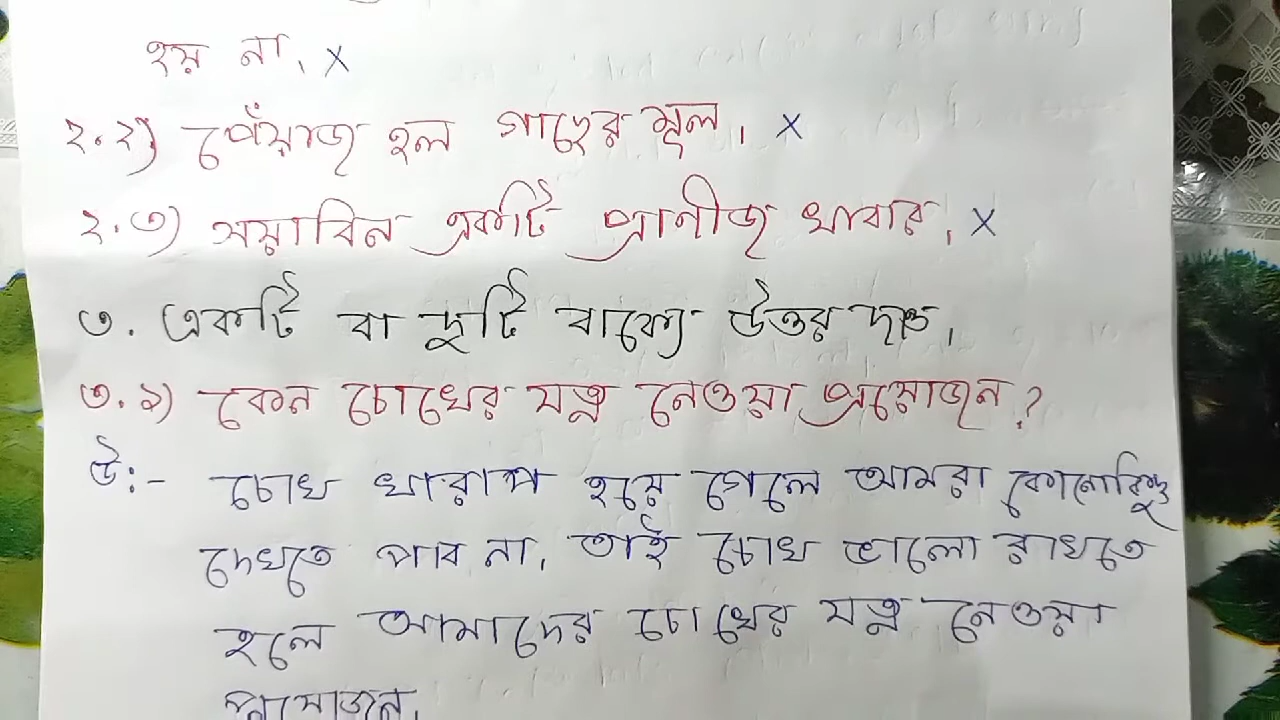 হয় না। ×
২.২) পেঁয়াজ হল গাছের মূল। ×
২.৩) সয়াবিন একটি প্রাণীজ খাবার। ×
৩. একটি বা দুটি বাক্যে উত্তর দাও।
৩.১) কেন চোখের যত্ন নেওয়া প্রয়োজন?
উ:- চোখ খারাপ হয়ে গেলে আমরা কোনোকিছু
দেখতে পাব না। তাই চোখ ভালো রাখতে
হলে আমাদের চোখের যত্ন নেওয়া
প্রয়োজন।